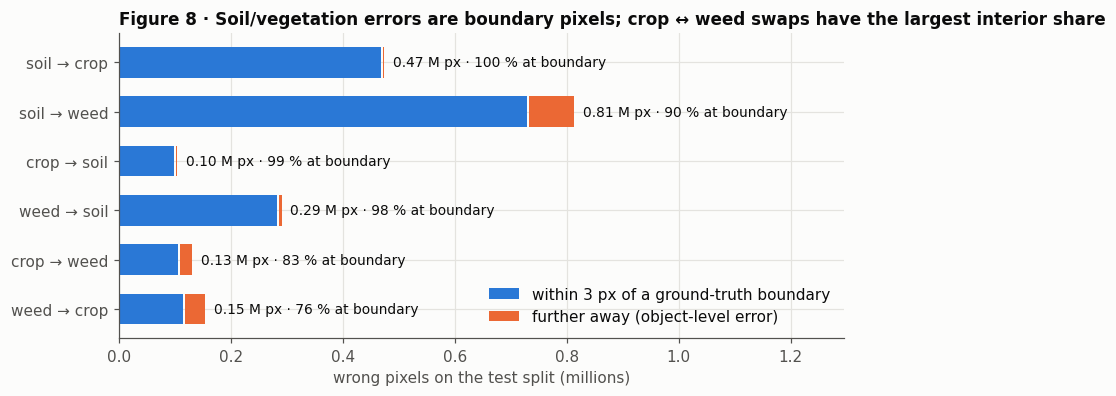 Figure 8 · Soil/vegetation errors are boundary pixels; crop ↔ weed swaps have the largest interior share
soil → crop
0.47 M px · 100 % at boundary
soil → weed
0.81 M px · 90 % at boundary
crop → soil
0.10 M px · 99 % at boundary
weed → soil
0.29 M px · 98 % at boundary
crop → weed
0.13 M px · 83 % at boundary
weed → crop
0.15 M px · 76 % at boundary
within 3 px of a ground-truth boundary
further away (object-level error)
0.0 0.2 0.4 0.6 0.8 1.0 1.2
wrong pixels on the test split (millions)